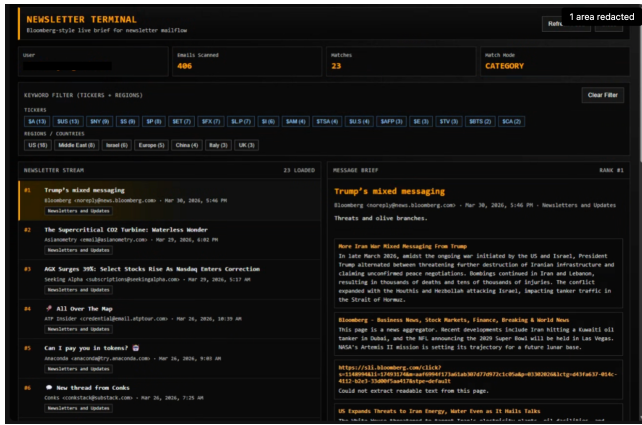 NEWSLETTER TERMINAL
Bloomberg-style live brief for newsletter mailflow
1 area redacted
User
Emails Scanned
406
Matches
23
Match Mode
CATEGORY
KEYWORD FILTER (TICKERS + REGIONS)
Clear Filter
TICKERS
$A (13) $US (13) $NY (9) $S (9) $P (8) $ET (7) $FX (7) $L.P (7) $I (6) $AM (4) $TSA (4) $U.S (4) $AFP (3) $E (3) $TV (3) $BTS (2) $CA (2)
REGIONS / COUNTRIES
US (18) Middle East (8) Israel (6) Europe (5) China (4) Italy (3) UK (3)
NEWSLETTER STREAM
23 LOADED
#1 Trump's mixed messaging
Bloomberg <noreply@news.bloomberg.com> · Mar 30, 2026, 5:46 PM
Newsletters and Updates
#2 The Supercritical CO2 Turbine: Waterless Wonder
Asianometry <email@asianometry.com> · Mar 29, 2026, 6:02 PM
Newsletters and Updates
#3 AGX Surges 39%: Select Stocks Rise As Nasdaq Enters Correction
Seeking Alpha <subscriptions@seekingalpha.com> · Mar 29, 2026, 5:17 AM
Newsletters and Updates
#4 All Over The Map
ATP Insider <credential@email.atptour.com> · Mar 26, 2026, 10:39 AM
Newsletters and Updates
#5 Can I pay you in tokens?
Anaconda <anaconda@try.anaconda.com> · Mar 26, 2026, 9:03 AM
Newsletters and Updates
#6 New thread from Conks
Conks <conkstack@substack.com> · Mar 26, 2026, 7:25 AM
Newsletters and Updates
MESSAGE BRIEF
RANK #1
Trump's mixed messaging
Bloomberg <noreply@news.bloomberg.com> · Mar 30, 2026, 5:46 PM · Newsletters and Updates
Threats and olive branches.
More Iran War Mixed Messaging From Trump
In late March 2026, amidst the ongoing war initiated by the US and Israel, President
Trump alternated between threatening further destruction of Iranian infrastructure and
claiming unconfirmed peace negotiations. Bombings continued in Iran and Lebanon,
resulting in thousands of deaths and tens of thousands of injuries. The conflict
expanded with the Houthis and Hezbollah attacking Israel, impacting tanker traffic in
the Strait of Hormuz.
Bloomberg - Business News, Stock Markets, Finance, Breaking & World News
This page is a news aggregator. Recent developments include Iran hitting a Kuwaiti oil
tanker in Dubai, and the NFL announcing the 2029 Super Bowl will be held in Las Vegas.
NASA's Artemis II mission is setting its trajectory for a future lunar base.
https://sli.bloomberg.com/click?
Could not extract readable text from this page.
US Expands Threats to Iran Energy, Water Even as It Hails Talks